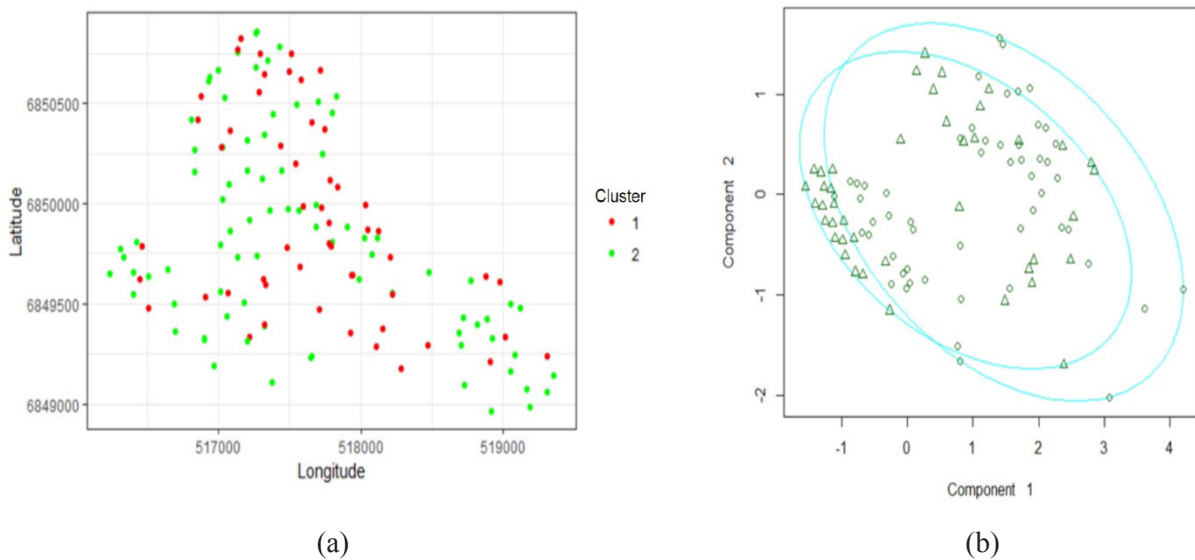 6850500
6850000
6849500
6849000
Latitude
517000
518000
519000
Longitude
Cluster
1
2
(a)
1
0
-1
-2
Component 2
-1
0
1
2
3
4
Component 1
(b)